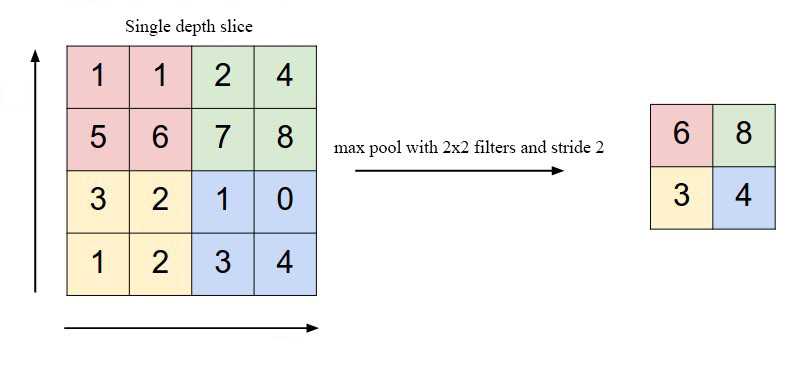 Single depth slice
1 1 2 4
5 6 7 8
3 2 1 0
1 2 3 4
max pool with 2x2 filters and stride 2
6 8
3 4